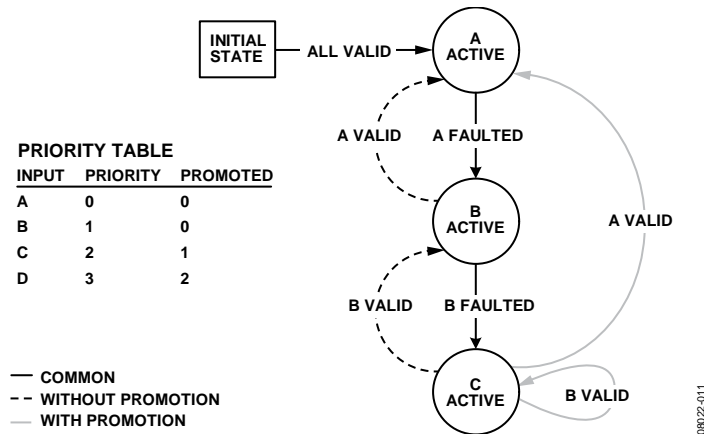 INITIAL
STATE
ALL VALID
A
ACTIVE
A VALID
A FAULTED
B
ACTIVE
A VALID
B VALID
B FAULTED
C
ACTIVE
B VALID
PRIORITY TABLE
INPUT PRIORITY PROMOTED
A 0 0
B 1 0
C 2 1
D 3 2
COMMON
WITHOUT PROMOTION
WITH PROMOTION
08022-011